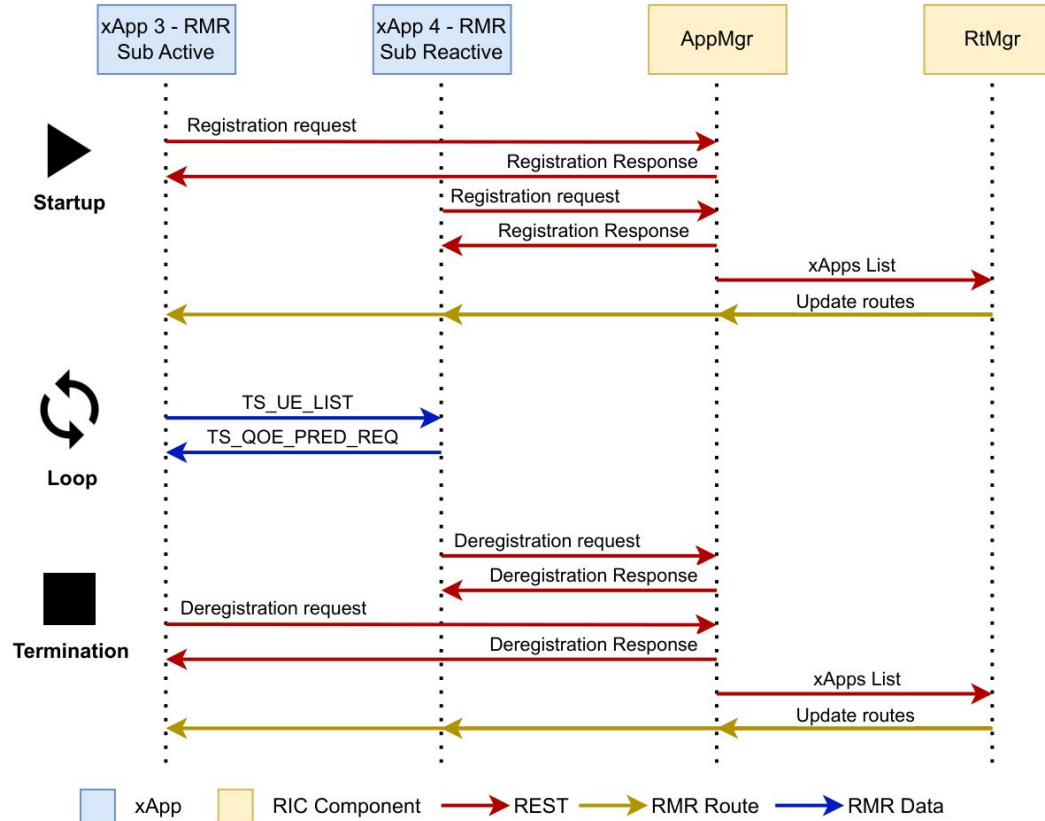 xApp 3 - RMR
Sub Active
xApp 4 - RMR
Sub Reactive
AppMgr
RtMgr
Registration request
Registration Response
Startup
Registration request
Registration Response
xApps List
Update routes
TS_UE_LIST
TS_QOE_PRED_REQ
Loop
Deregistration request
Deregistration Response
Deregistration request
Termination
Deregistration Response
xApps List
Update routes
xApp
RIC Component
REST
RMR Route
RMR Data